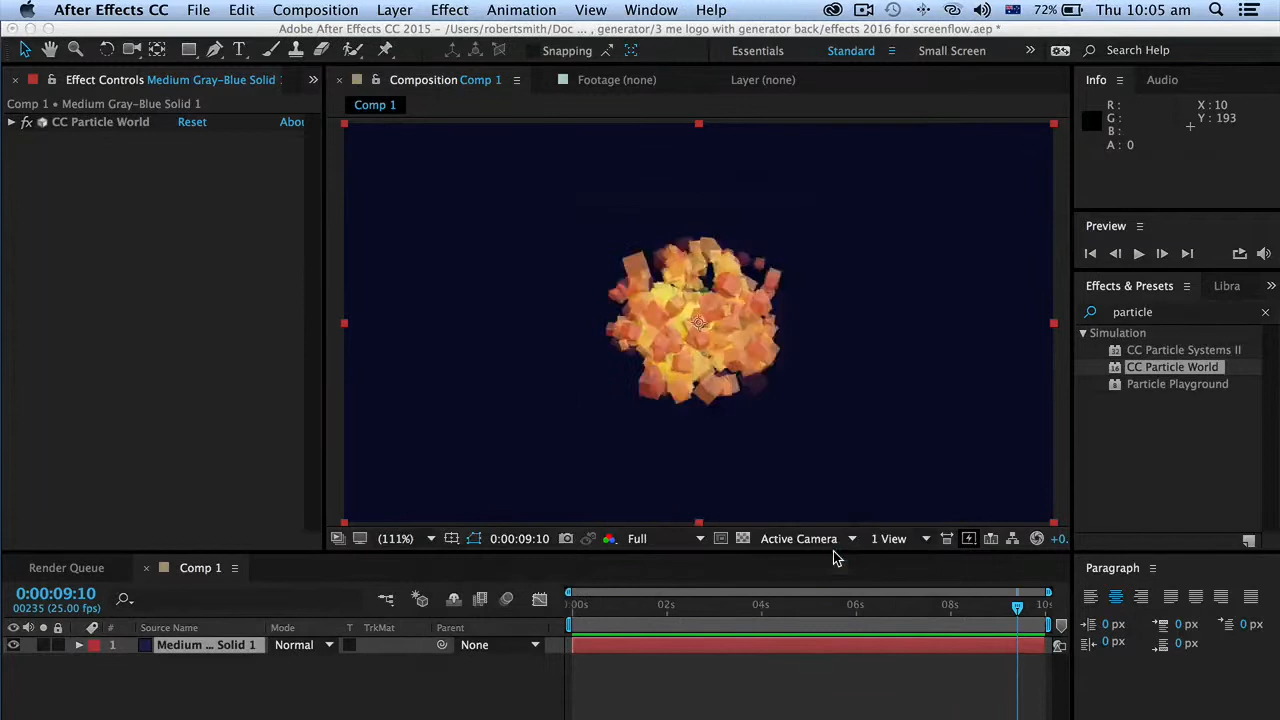 After Effects CC File Edit Composition Layer Effect Animation View Window Help 72% Thu 10:05 am
Adobe After Effects CC 2015 - /Users/robertsmith/Doc ... , generator/3 me logo with generator back/effects 2016 for screenflow.aep *
Snapping Essentials Standard Small Screen Search Help
Effect Controls Medium Gray-Blue Solid 1 Composition Comp 1 Footage (none) Layer (none) Info Audio
Comp 1 • Medium Gray-Blue Solid 1 Comp 1
fx CC Particle World Reset Abou
R : X : 10
G : Y : 193
B :
A : 0
Preview
Effects & Presets Libra
particle
Simulation
CC Particle Systems II
CC Particle World
Particle Playground
(111%) 0:00:09:10 Full Active Camera 1 View +0.
Render Queue Comp 1 Paragraph
0:00:09:10
00235 (25.00 fps)
:00s 02s 04s 06s 08s 10s
# Source Name Mode T TrkMat Parent
1 Medium ... Solid 1 Normal None
0 px 0 px 0 px
0 px 0 px